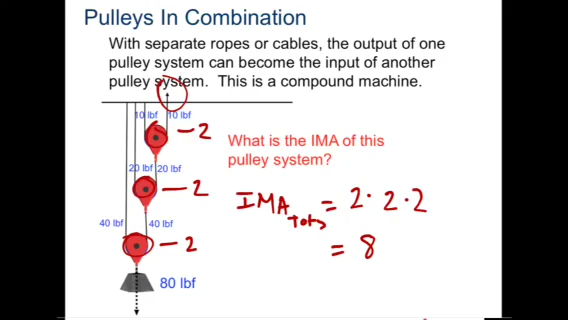 Pulleys In Combination
With separate ropes or cables, the output of one
pulley system can become the input of another
pulley system. This is a compound machine.
10 lbf 10 lbf
– 2
What is the IMA of this
pulley system?
20 lbf 20 lbf
– 2
IMA = 2 · 2 · 2
40 lbf 40 lbf
– 2
= 8
80 lbf